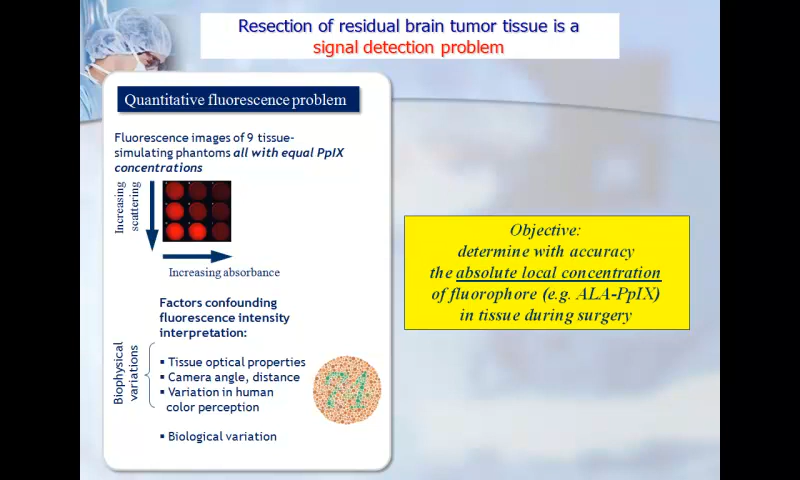 Resection of residual brain tumor tissue is a
signal detection problem
Quantitative fluorescence problem
Fluorescence images of 9 tissue-
simulating phantoms all with equal PpIX
concentrations
Increasing
scattering
Increasing absorbance
Factors confounding
fluorescence intensity
interpretation:
Biophysical
variations
▪ Tissue optical properties
▪ Camera angle, distance
▪ Variation in human
color perception
▪ Biological variation
74
Objective:
determine with accuracy
the absolute local concentration
of fluorophore (e.g. ALA-PpIX)
in tissue during surgery